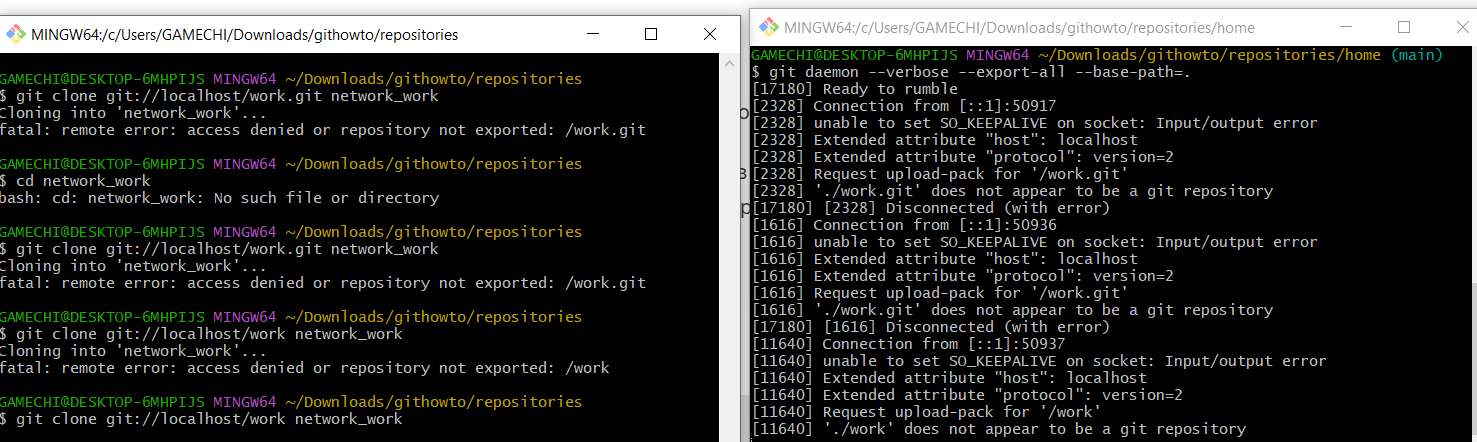 MINGW64:/c/Users/GAMECHI/Downloads/githowto/repositories
GAMECHI@DESKTOP-6MHPIJS MINGW64 ~/Downloads/githowto/repositories
$ git clone git://localhost/work.git network_work
Cloning into 'network_work'...
fatal: remote error: access denied or repository not exported: /work.git
GAMECHI@DESKTOP-6MHPIJS MINGW64 ~/Downloads/githowto/repositories
$ cd network_work
bash: cd: network_work: No such file or directory
GAMECHI@DESKTOP-6MHPIJS MINGW64 ~/Downloads/githowto/repositories
$ git clone git://localhost/work.git network_work
Cloning into 'network_work'...
fatal: remote error: access denied or repository not exported: /work.git
GAMECHI@DESKTOP-6MHPIJS MINGW64 ~/Downloads/githowto/repositories
$ git clone git://localhost/work network_work
Cloning into 'network_work'...
fatal: remote error: access denied or repository not exported: /work
GAMECHI@DESKTOP-6MHPIJS MINGW64 ~/Downloads/githowto/repositories
$ git clone git://localhost/work network_work
MINGW64:/c/Users/GAMECHI/Downloads/githowto/repositories/home
GAMECHI@DESKTOP-6MHPIJS MINGW64 ~/Downloads/githowto/repositories/home (main)
$ git daemon --verbose --export-all --base-path=.
[17180] Ready to rumble
[2328] Connection from [::1]:50917
[2328] unable to set SO_KEEPALIVE on socket: Input/output error
[2328] Extended attribute "host": localhost
[2328] Extended attribute "protocol": version=2
[2328] Request upload-pack for '/work.git'
[2328] './work.git' does not appear to be a git repository
[17180] [2328] Disconnected (with error)
[1616] Connection from [::1]:50936
[1616] unable to set SO_KEEPALIVE on socket: Input/output error
[1616] Extended attribute "host": localhost
[1616] Extended attribute "protocol": version=2
[1616] Request upload-pack for '/work.git'
[1616] './work.git' does not appear to be a git repository
[17180] [1616] Disconnected (with error)
[11640] Connection from [::1]:50937
[11640] unable to set SO_KEEPALIVE on socket: Input/output error
[11640] Extended attribute "host": localhost
[11640] Extended attribute "protocol": version=2
[11640] Request upload-pack for '/work'
[11640] './work' does not appear to be a git repository